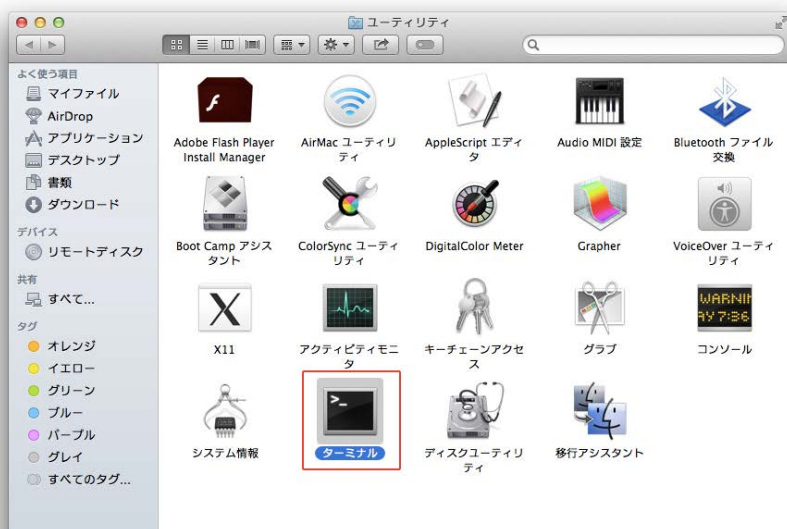 ユーティリティ
よく使う項目
マイファイル
AirDrop
アプリケーション
デスクトップ
書類
ダウンロード
デバイス
リモートディスク
共有
すべて...
タグ
オレンジ
イエロー
グリーン
ブルー
パープル
グレイ
すべてのタグ...
Adobe Flash Player
Install Manager
AirMac ユーティリ
ティ
AppleScript エディ
タ
Audio MIDI 設定
Bluetooth ファイル
交換
Boot Camp アシス
タント
ColorSync ユーティ
リティ
DigitalColor Meter
Grapher
VoiceOver ユーティ
リティ
X11
アクティビティモニ
タ
キーチェーンアクセ
ス
グラブ
WARNIN
AY 7:36
コンソール
システム情報
>_
ターミナル
ディスクユーティリ
ティ
移行アシスタント